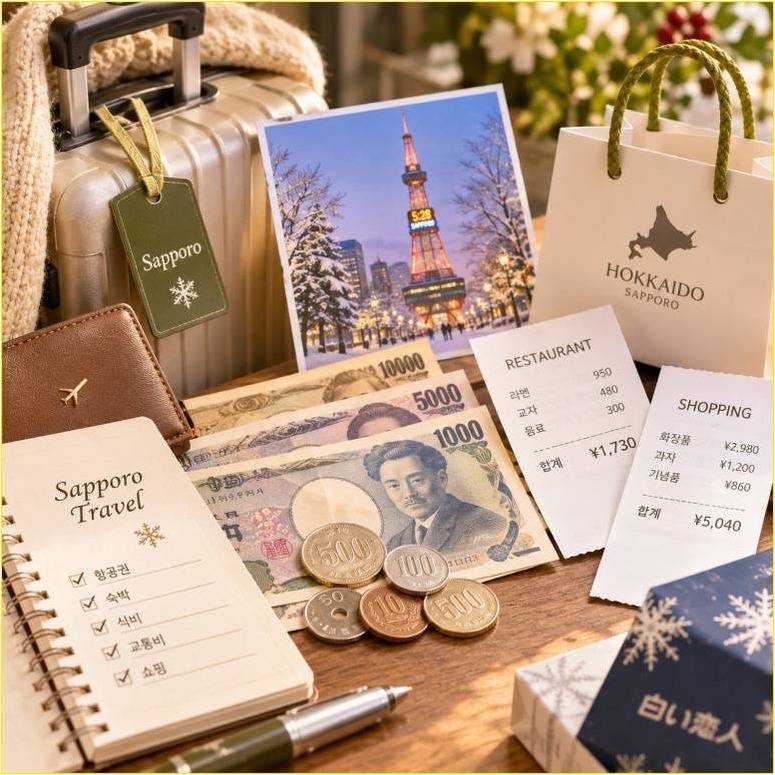 Sapporo
5:28
SAPPORO
HOKKAIDO
SAPPORO
10000
5000
1000
500
100
50
10
500
RESTAURANT
라멘 950
교자 480
음료 300
합계 ¥1,730
SHOPPING
화장품 ¥2,980
과자 ¥1,200
기념품 ¥860
합계 ¥5,040
Sapporo
Travel
항공권
숙박
식비
교통비
쇼핑
白い恋人